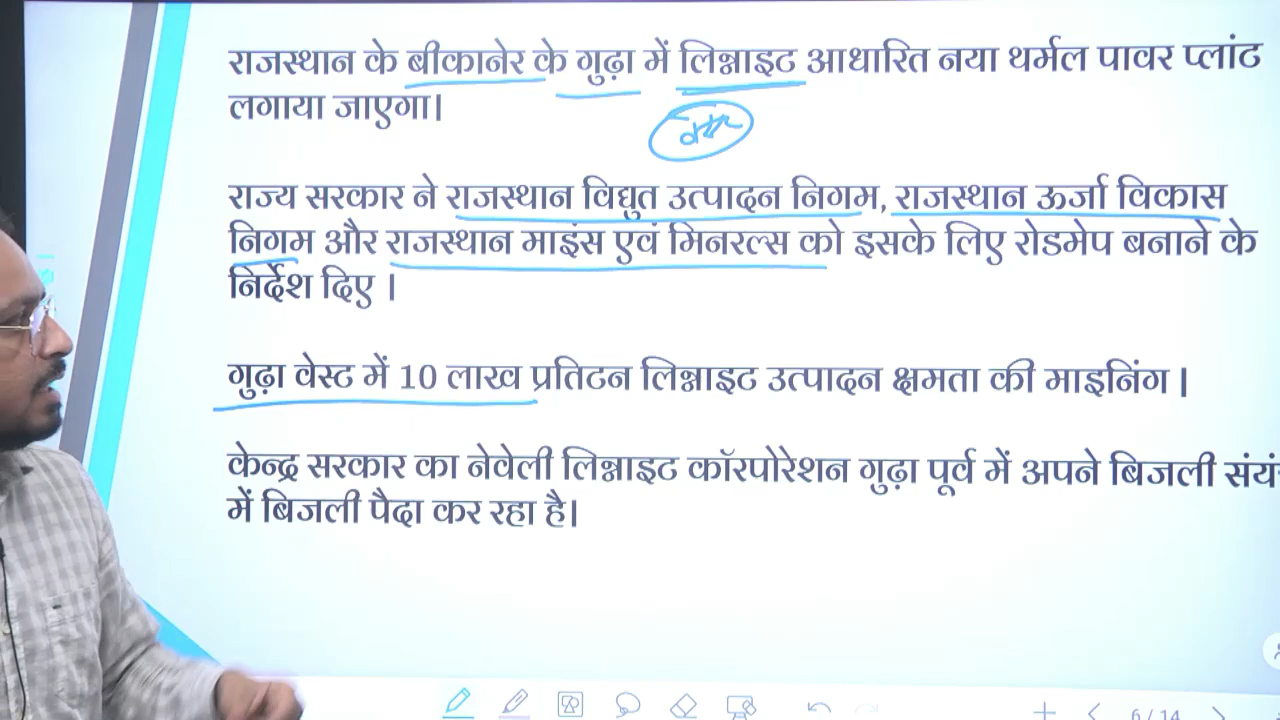 राजस्थान के बीकानेर के गुढ़ा में लिग्नाइट आधारित नया थर्मल पावर प्लांट
लगाया जाएगा।
राज्य सरकार ने राजस्थान विद्युत उत्पादन निगम, राजस्थान ऊर्जा विकास
निगम और राजस्थान माइंस एवं मिनरल्स को इसके लिए रोडमेप बनाने के
निर्देश दिए ।
गुढ़ा वेस्ट में 10 लाख प्रतिटन लिग्नाइट उत्पादन क्षमता की माइनिंग ।
केन्द्र सरकार का नेवेली लिग्नाइट कॉरपोरेशन गुढ़ा पूर्व में अपने बिजली
में बिजली पैदा कर रहा है।
6 / 14